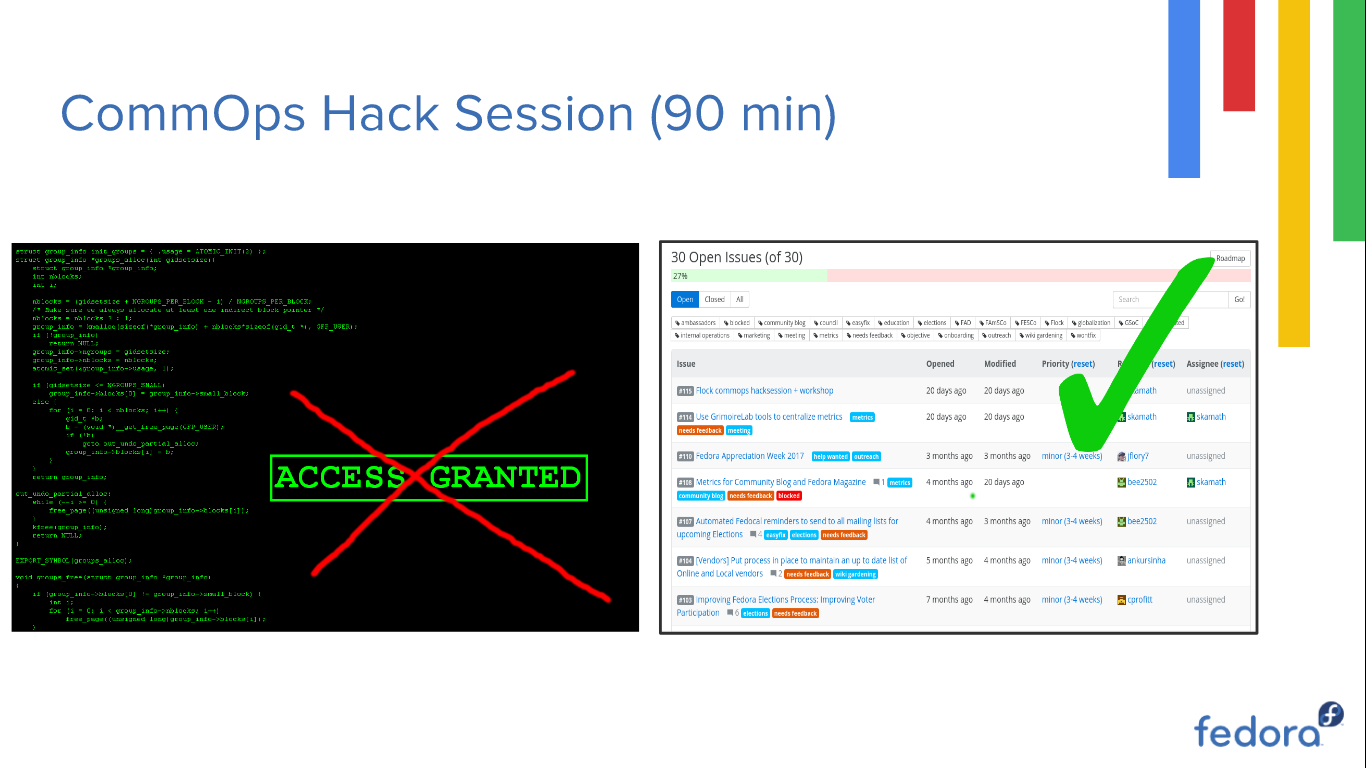 CommOps Hack Session (90 min)
struct group_info init_groups = { .usage = ATOMIC_INIT(2) };
struct group_info *groups_alloc(int gidsetsize){
struct group_info *group_info;
int nblocks;
int i;
nblocks = (gidsetsize + NGROUPS_PER_BLOCK - 1) / NGROUPS_PER_BLOCK;
/* Make sure we always allocate at least one indirect block pointer */
nblocks = nblocks ? : 1;
group_info = kmalloc(sizeof(*group_info) + nblocks*sizeof(gid_t *), GFP_USER);
if (!group_info)
return NULL;
group_info->ngroups = gidsetsize;
group_info->nblocks = nblocks;
atomic_set(&group_info->usage, 1);
if (gidsetsize <= NGROUPS_SMALL)
group_info->blocks[0] = group_info->small_block;
else {
for (i = 0; i < nblocks; i++) {
gid_t *b;
b = (void *)__get_free_page(GFP_USER);
if (!b)
goto out_undo_partial_alloc;
group_info->blocks[i] = b;
}
}
return group_info;
out_undo_partial_alloc:
while (--i >= 0) {
free_page((unsigned long)group_info->blocks[i]);
}
kfree(group_info);
return NULL;
}
EXPORT_SYMBOL(groups_alloc);
void groups_free(struct group_info *group_info)
{
if (group_info->blocks[0] != group_info->small_block) {
int i;
for (i = 0; i < group_info->nblocks; i++)
free_page((unsigned long)group_info->blocks[i]);
}
ACCESS GRANTED
30 Open Issues (of 30)
Roadmap
27%
Open Closed All
Search Go!
ambassadors blocked community blog council easyfix education elections FAD FAmSCo FESCo Flock globalization GSoC
internal operations marketing meeting metrics needs feedback objective onboarding outreach wiki gardening wontfix
Issue Opened Modified Priority (reset) (reset) Assignee (reset)
#115 Flock commops hacksession + workshop 20 days ago 20 days ago skamath unassigned
#114 Use GrimoireLab tools to centralize metrics metrics 20 days ago 20 days ago skamath skamath
needs feedback meeting
#110 Fedora Appreciation Week 2017 help wanted outreach 3 months ago 3 months ago minor (3-4 weeks) jflory7 unassigned
#108 Metrics for Community Blog and Fedora Magazine 1 metrics 4 months ago 20 days ago bee2502 skamath
community blog needs feedback blocked
#107 Automated Fedocal reminders to send to all mailing lists for 4 months ago 3 months ago minor (3-4 weeks) bee2502 unassigned
upcoming Elections 4 easyfix elections needs feedback
#104 [Vendors] Put process in place to maintain an up to date list of 5 months ago 4 months ago minor (3-4 weeks) ankursinha unassigned
Online and Local vendors 2 needs feedback wiki gardening
#103 Improving Fedora Elections Process: Improving Voter 7 months ago 4 months ago minor (3-4 weeks) cprofitt unassigned
Participation 6 elections needs feedback
fedora